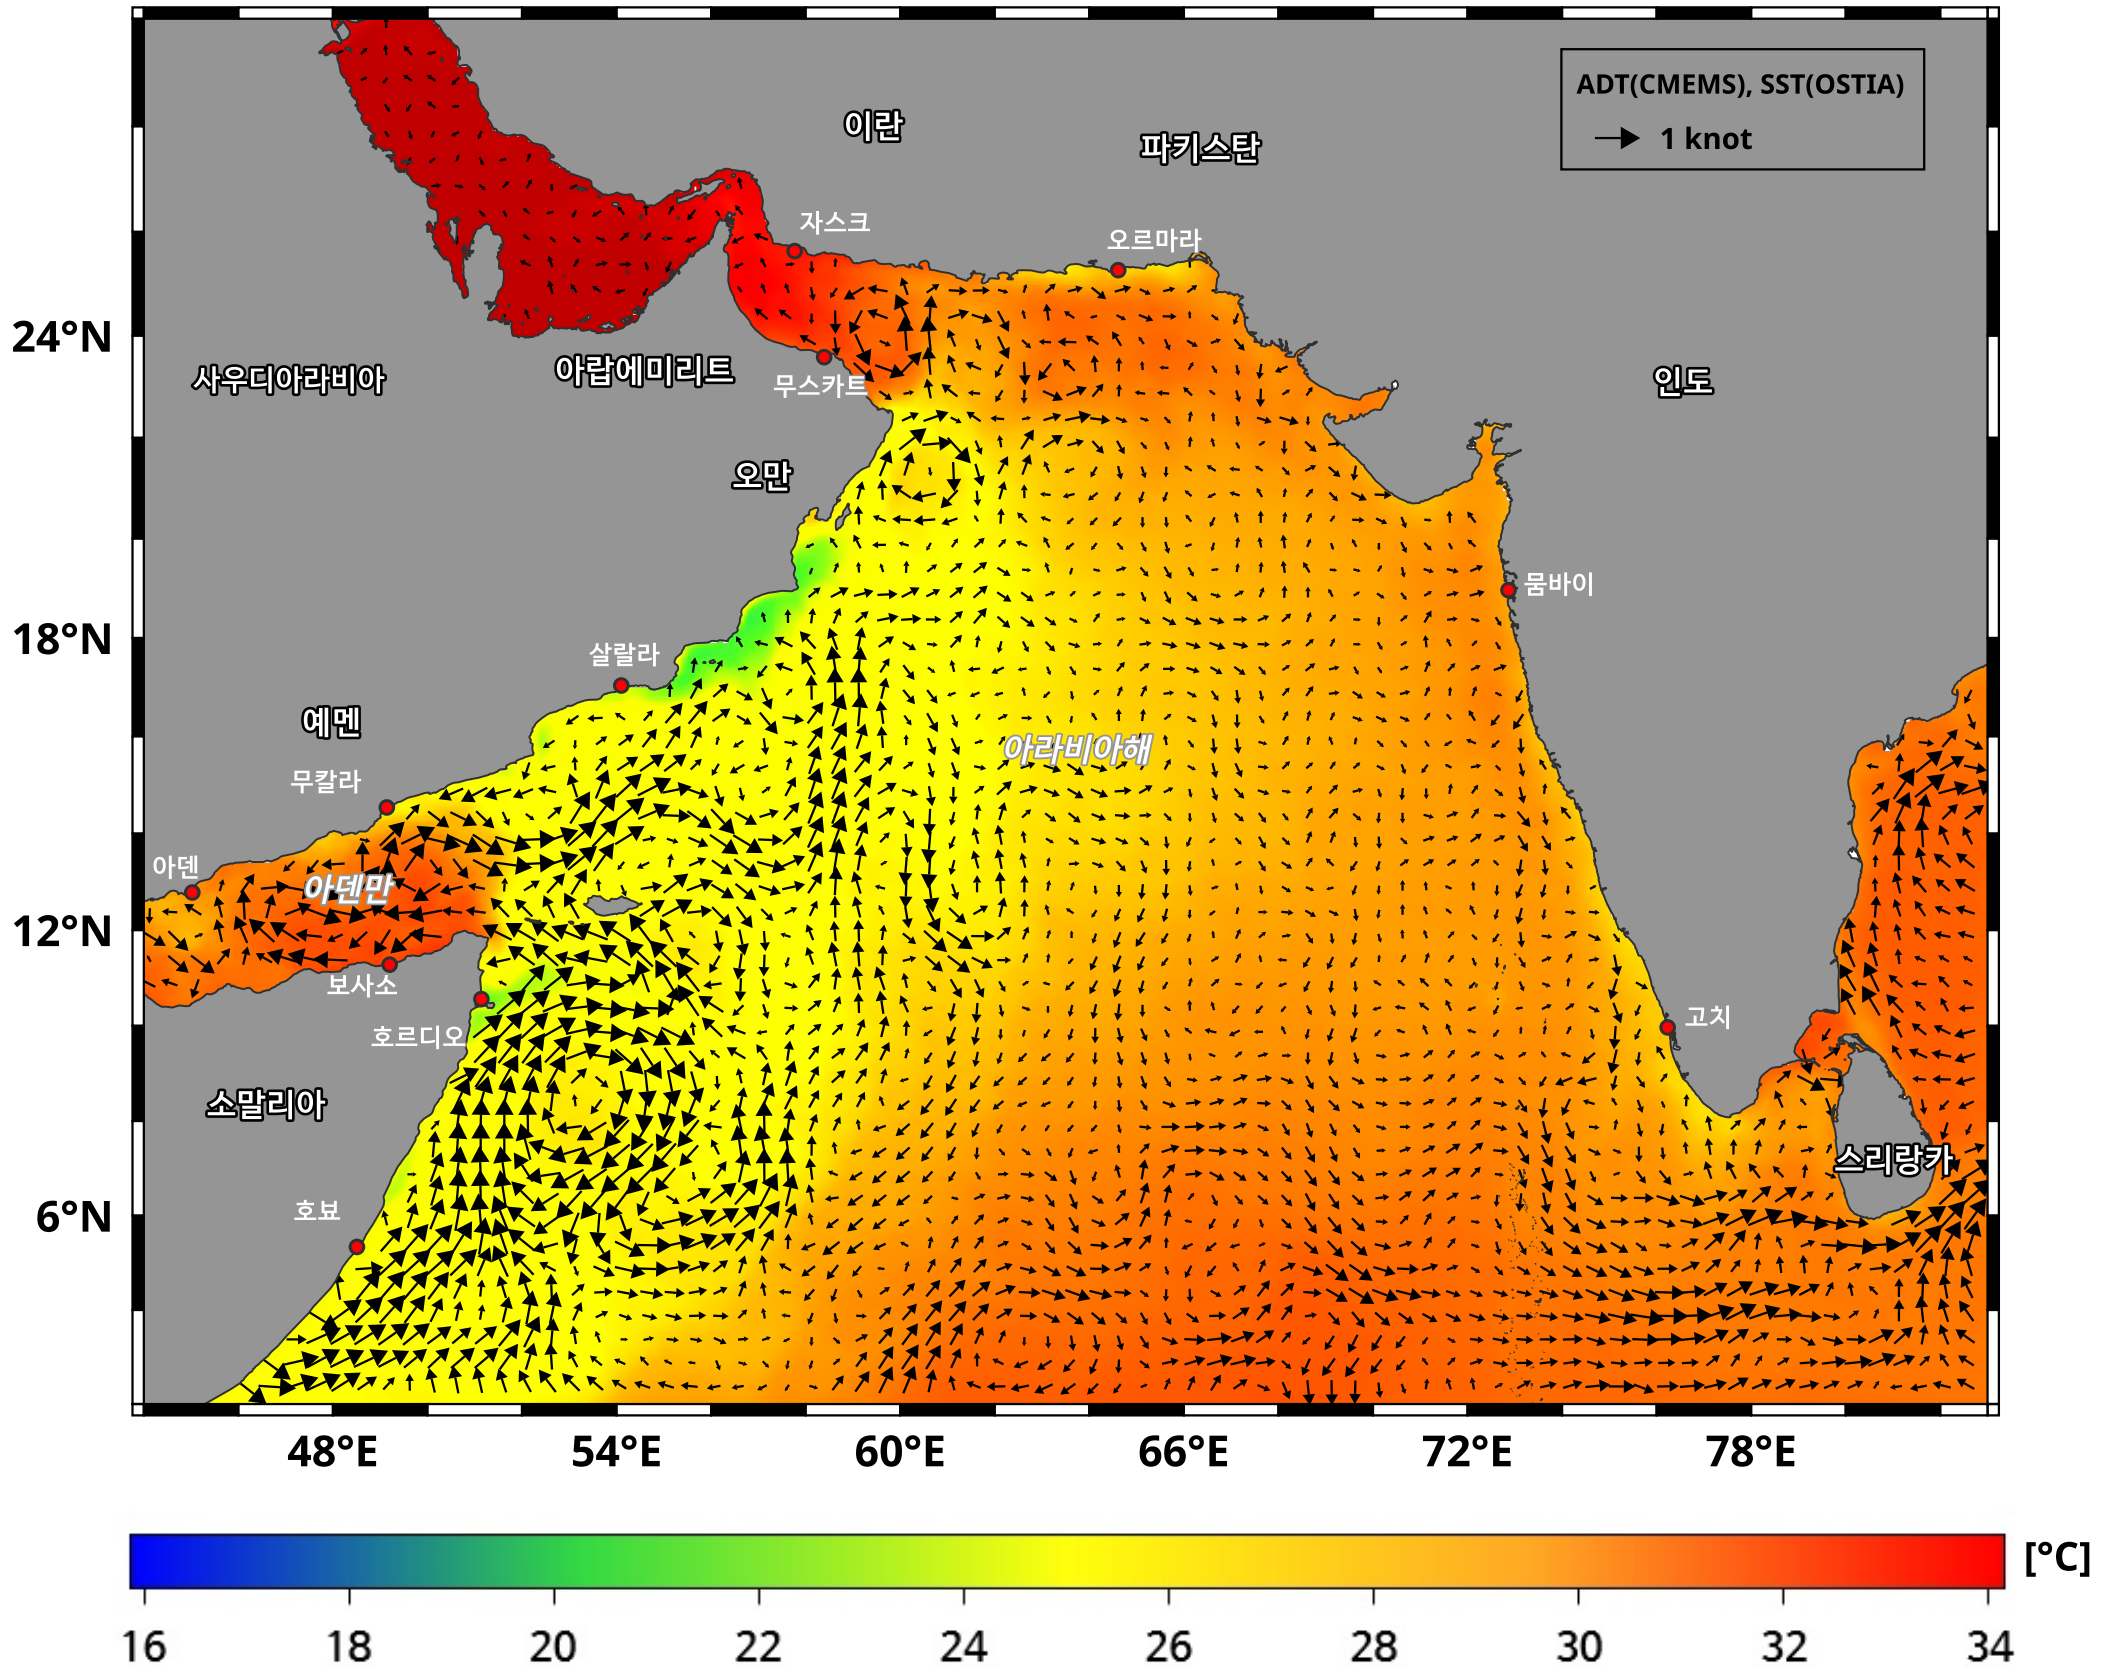 ADT(CMEMS), SST(OSTIA)
1 knot
이란
파키스탄
자스크
오르마라
24°N
사우디아라비아
아랍에미리트
무스카트
인도
오만
뭄바이
18°N
살랄라
예멘
아라비아해
무칼라
아덴
아덴만
12°N
보사소
호르디오
고치
소말리아
스리랑카
6°N
호뵤
48°E 54°E 60°E 66°E 72°E 78°E
[°C]
16 18 20 22 24 26 28 30 32 34